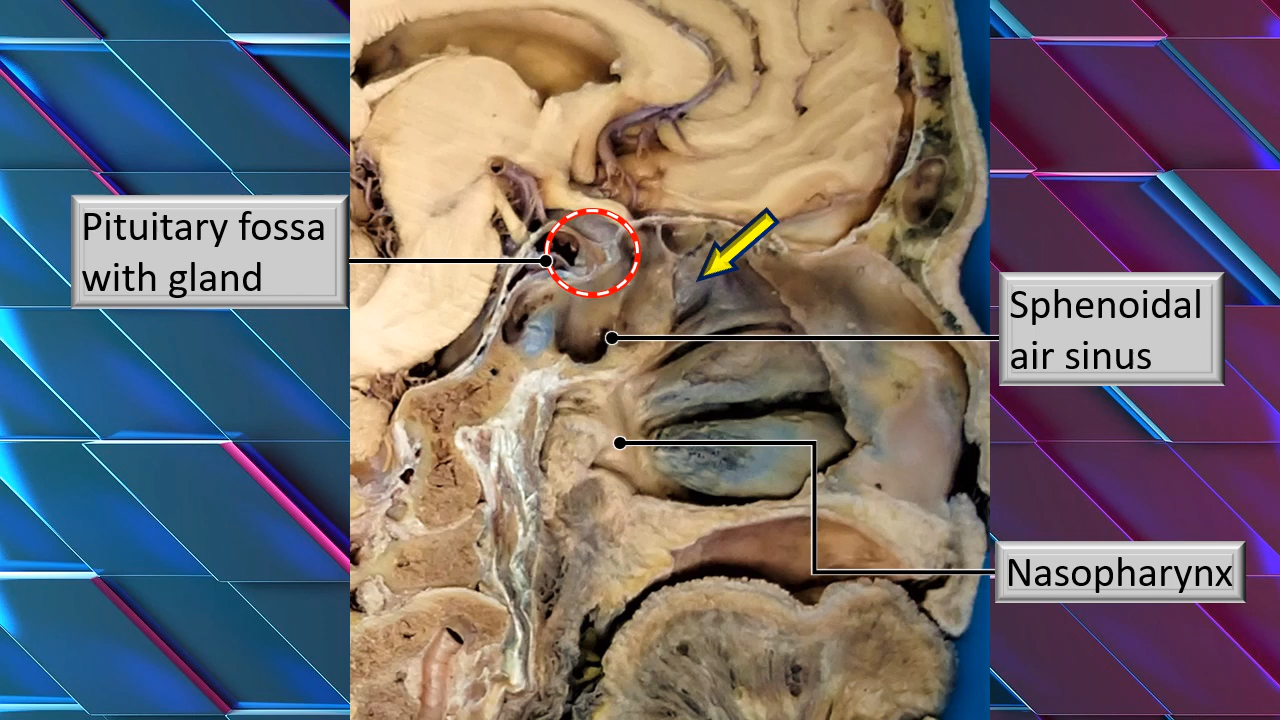 Pituitary fossa
with gland
Sphenoidal
air sinus
Nasopharynx